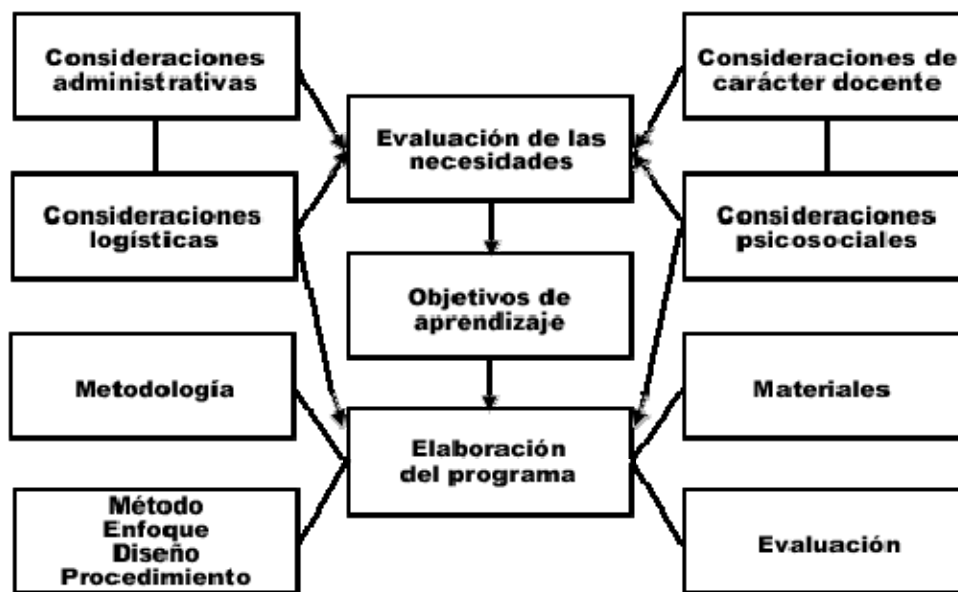 Consideraciones
administrativas
Consideraciones de
carácter docente
Evaluación de las
necesidades
Consideraciones
logísticas
Consideraciones
psicosociales
Objetivos de
aprendizaje
Metodología
Materiales
Elaboración
del programa
Método
Enfoque
Diseño
Procedimiento
Evaluación